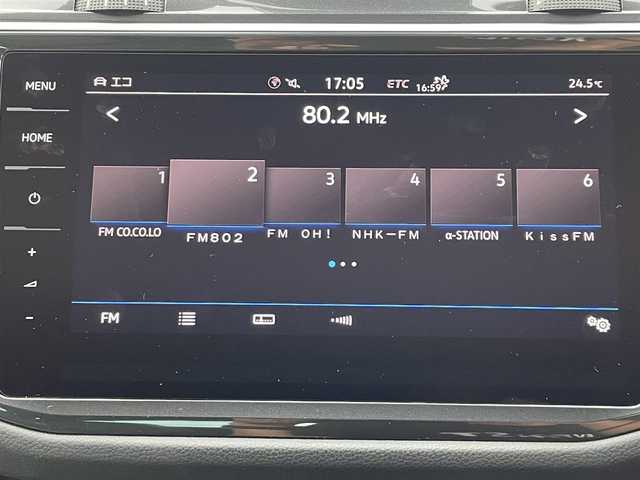 MENU
エコ
17:05
ETC
16:59
24.5°C
80.2 MHz
HOME
1
2
3
4
5
6
FM CO.CO.LO
FM802
FM OH!
NHK-FM
α-STATION
KissFM
+
-
FM